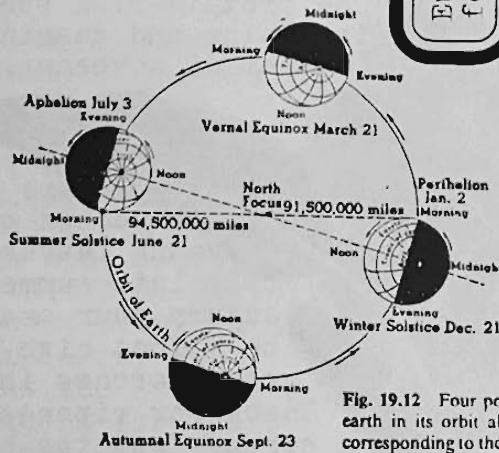 Midnight
Morning
Evening
Noon
Vernal Equinox March 21
Aphelion July 3
Evening
Midnight
Noon
Morning
Summer Solstice June 21
North
Focus
91,500,000 miles
94,500,000 miles
Perihelion
Jan. 2
Morning
Noon
Midnight
Evening
Winter Solstice Dec. 21
Orbit of Earth
Noon
Evening
Morning
Midnight
Autumnal Equinox Sept. 23
Fig. 19.12 Four po
earth in its orbit al
corresponding to the